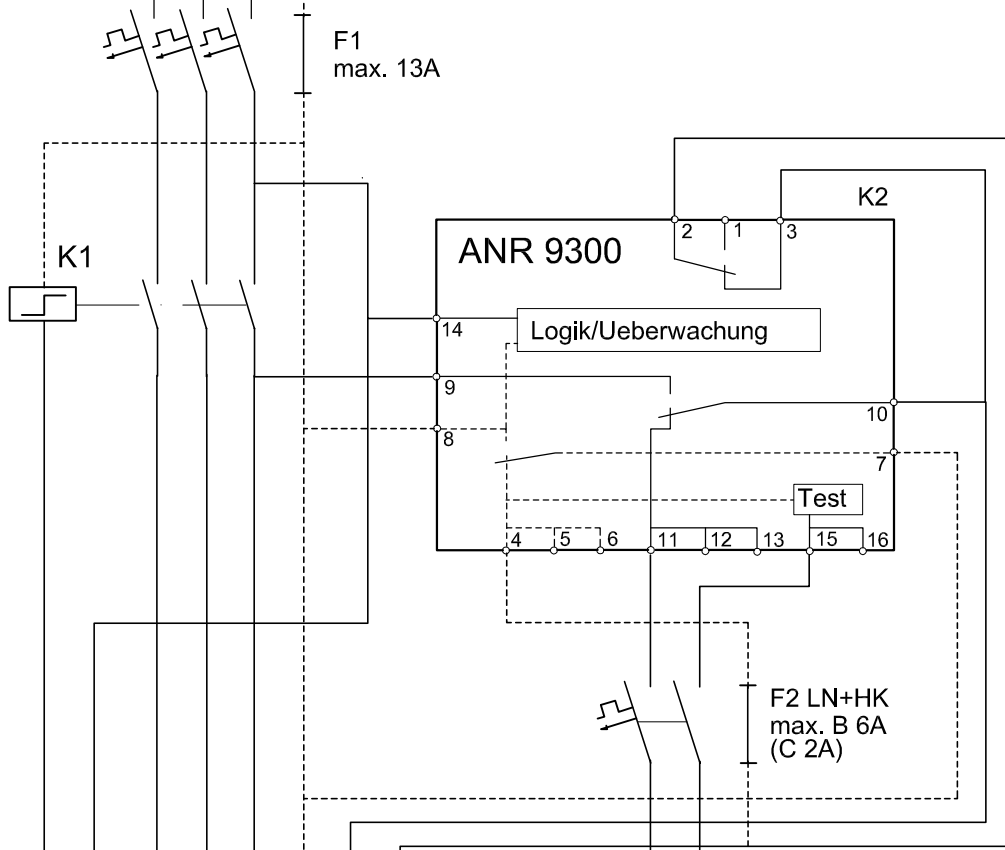 F1
max. 13A
K2
2 1 3
ANR 9300
K1
14
Logik/Ueberwachung
9
10
8
7
Test
4 5 6 11 12 13 15 16
F2 LN+HK
max. B 6A
(C 2A)